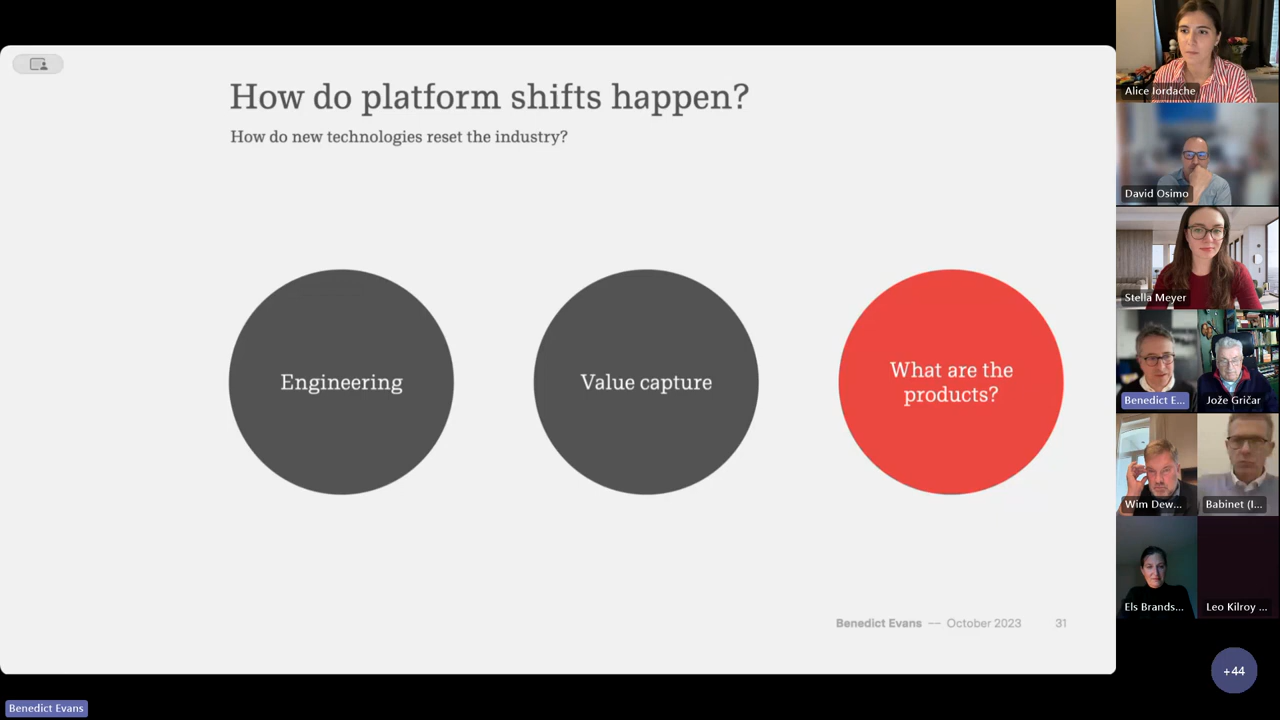 How do platform shifts happen?
How do new technologies reset the industry?
Engineering
Value capture
What are the
products?
Benedict Evans — October 2023 31
Benedict Evans
Alice Iordache
David Osimo
Stella Meyer
Benedict E...
Jože Gričar
Wim Dew...
Babinet (I...
Els Brands...
Leo Kilroy ...
+44